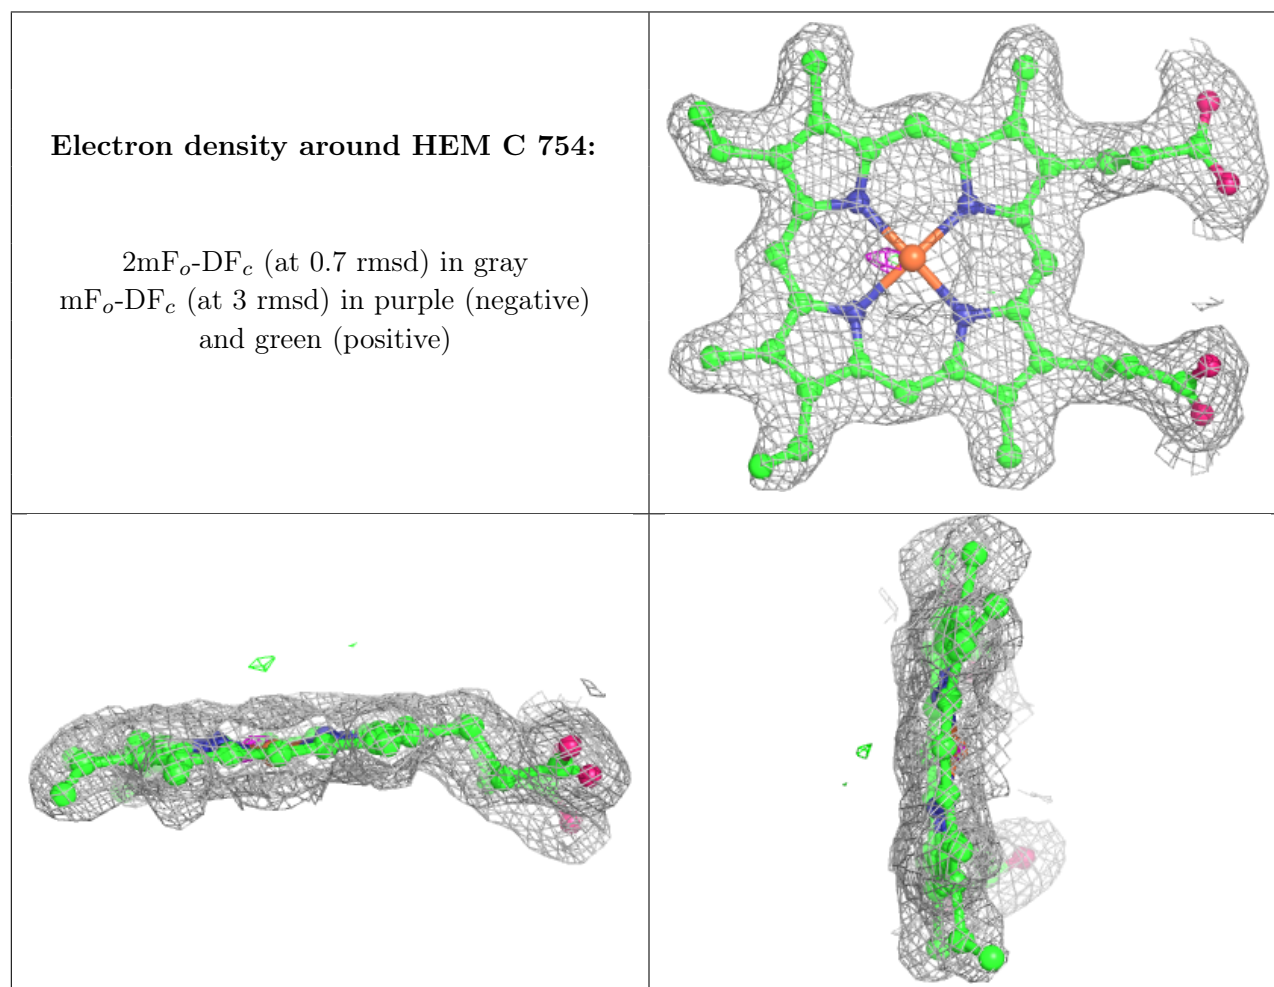 Electron density around HEM C 754:
2mFo-DFc (at 0.7 rmsd) in gray
mFo-DFc (at 3 rmsd) in purple (negative)
and green (positive)